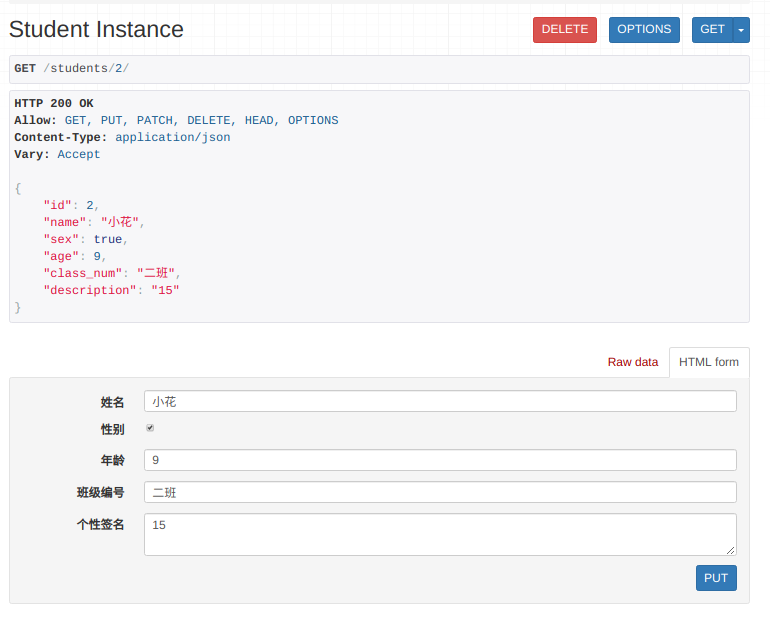 Student Instance
DELETE
OPTIONS
GET
GET /students/2/
HTTP 200 OK
Allow: GET, PUT, PATCH, DELETE, HEAD, OPTIONS
Content-Type: application/json
Vary: Accept
{
    "id": 2,
    "name": "小花",
    "sex": true,
    "age": 9,
    "class_num": "二班",
    "description": "15"
}
Raw data
HTML form
姓名 小花
性别
年龄 9
班级编号 二班
个性签名 15
PUT